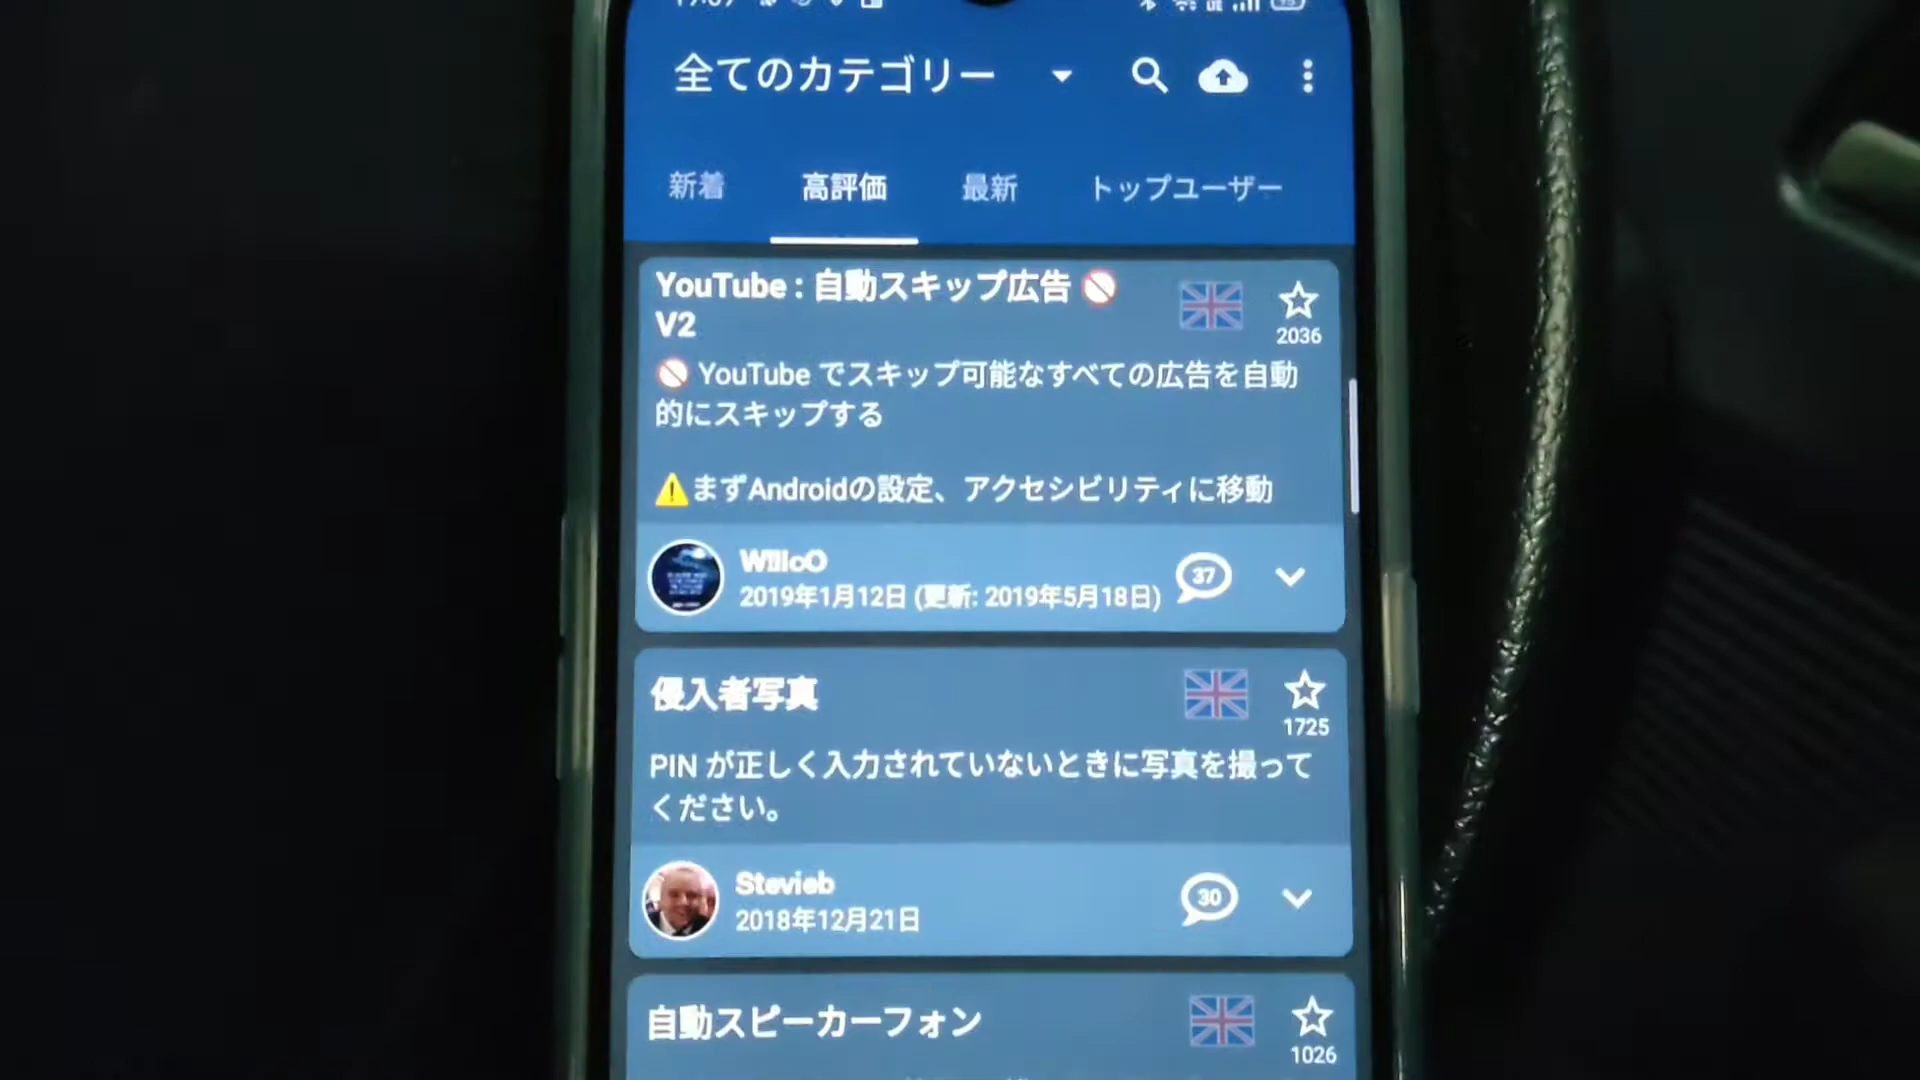 全てのカテゴリー
新着 高評価 最新 トップユーザー
YouTube : 自動スキップ広告
V2
2036
YouTube でスキップ可能なすべての広告を自動
的にスキップする
まずAndroidの設定、アクセシビリティに移動
WillcO
2019年1月12日 (更新: 2019年5月18日)
37
侵入者写真
1725
PIN が正しく入力されていないときに写真を撮って
ください。
Stevieb
2018年12月21日
30
自動スピーカーフォン
1026